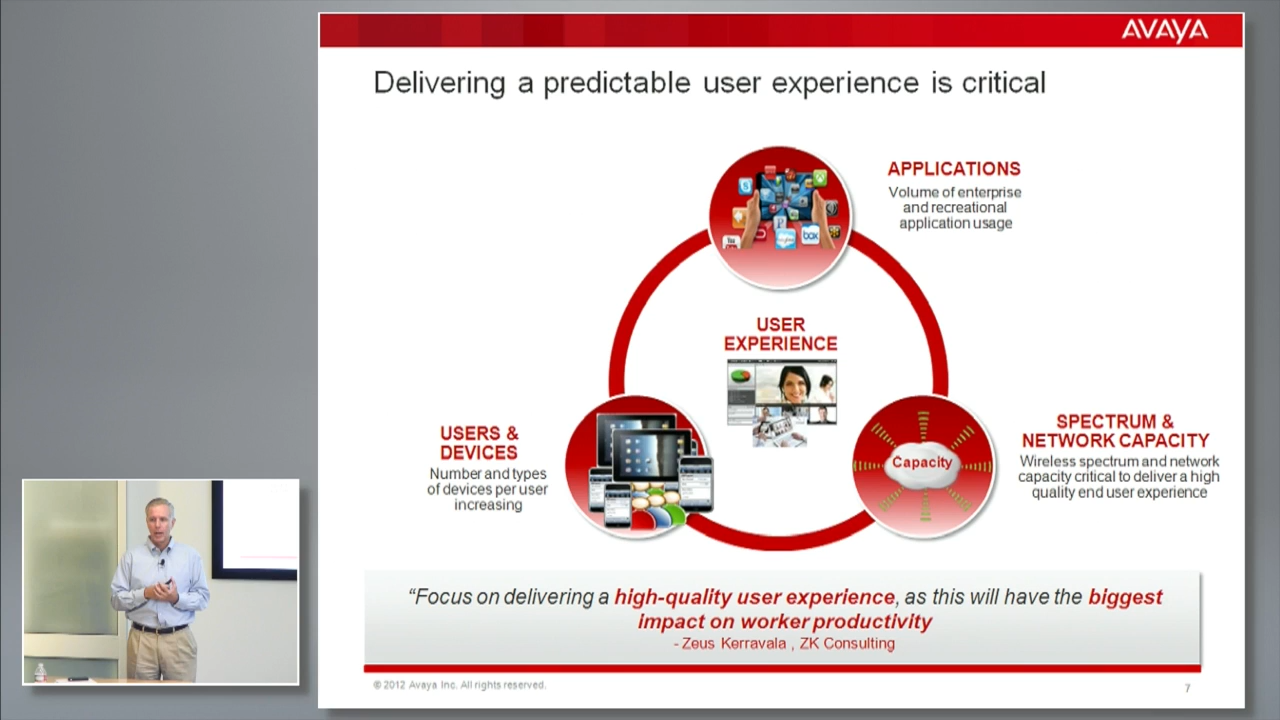 AVAYA
Delivering a predictable user experience is critical
APPLICATIONS
Volume of enterprise
and recreational
application usage
box
You
USER
EXPERIENCE
USERS &
DEVICES
Number and types
of devices per user
increasing
Capacity
SPECTRUM &
NETWORK CAPACITY
Wireless spectrum and network
capacity critical to deliver a high
quality end user experience
“Focus on delivering a high-quality user experience, as this will have the biggest
impact on worker productivity
- Zeus Kerravala , ZK Consulting
© 2012 Avaya Inc. All rights reserved.
7